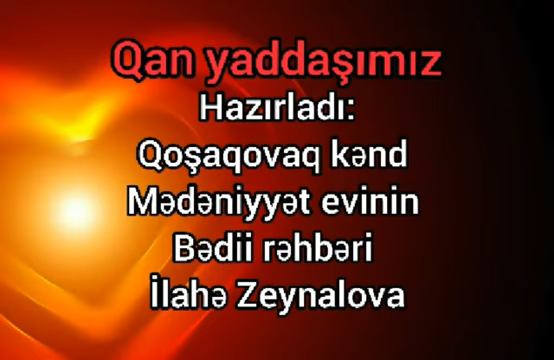 Qan yaddaşımız
Hazırladı:
Qoşaqovaq kənd
Mədəniyyət evinin
Bədii rəhbəri
İlahə Zeynalova